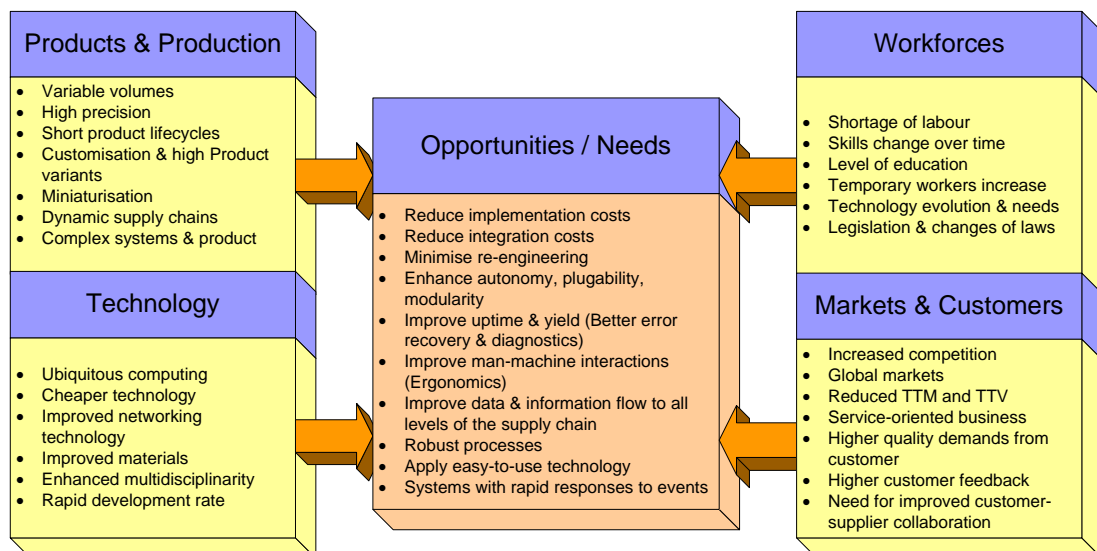 Products & Production
• Variable volumes
• High precision
• Short product lifecycles
• Customisation & high Product
variants
• Miniaturisation
• Dynamic supply chains
• Complex systems & product
Technology
• Ubiquitous computing
• Cheaper technology
• Improved networking
technology
• Improved materials
• Enhanced multidisciplinarity
• Rapid development rate
Opportunities / Needs
• Reduce implementation costs
• Reduce integration costs
• Minimise re-engineering
• Enhance autonomy, plugability,
modularity
• Improve uptime & yield (Better error
recovery & diagnostics)
• Improve man-machine interactions
(Ergonomics)
• Improve data & information flow to all
levels of the supply chain
• Robust processes
• Apply easy-to-use technology
• Systems with rapid responses to events
Workforces
• Shortage of labour
• Skills change over time
• Level of education
• Temporary workers increase
• Technology evolution & needs
• Legislation & changes of laws
Markets & Customers
• Increased competition
• Global markets
• Reduced TTM and TTV
• Service-oriented business
• Higher quality demands from
customer
• Higher customer feedback
• Need for improved customer-
supplier collaboration